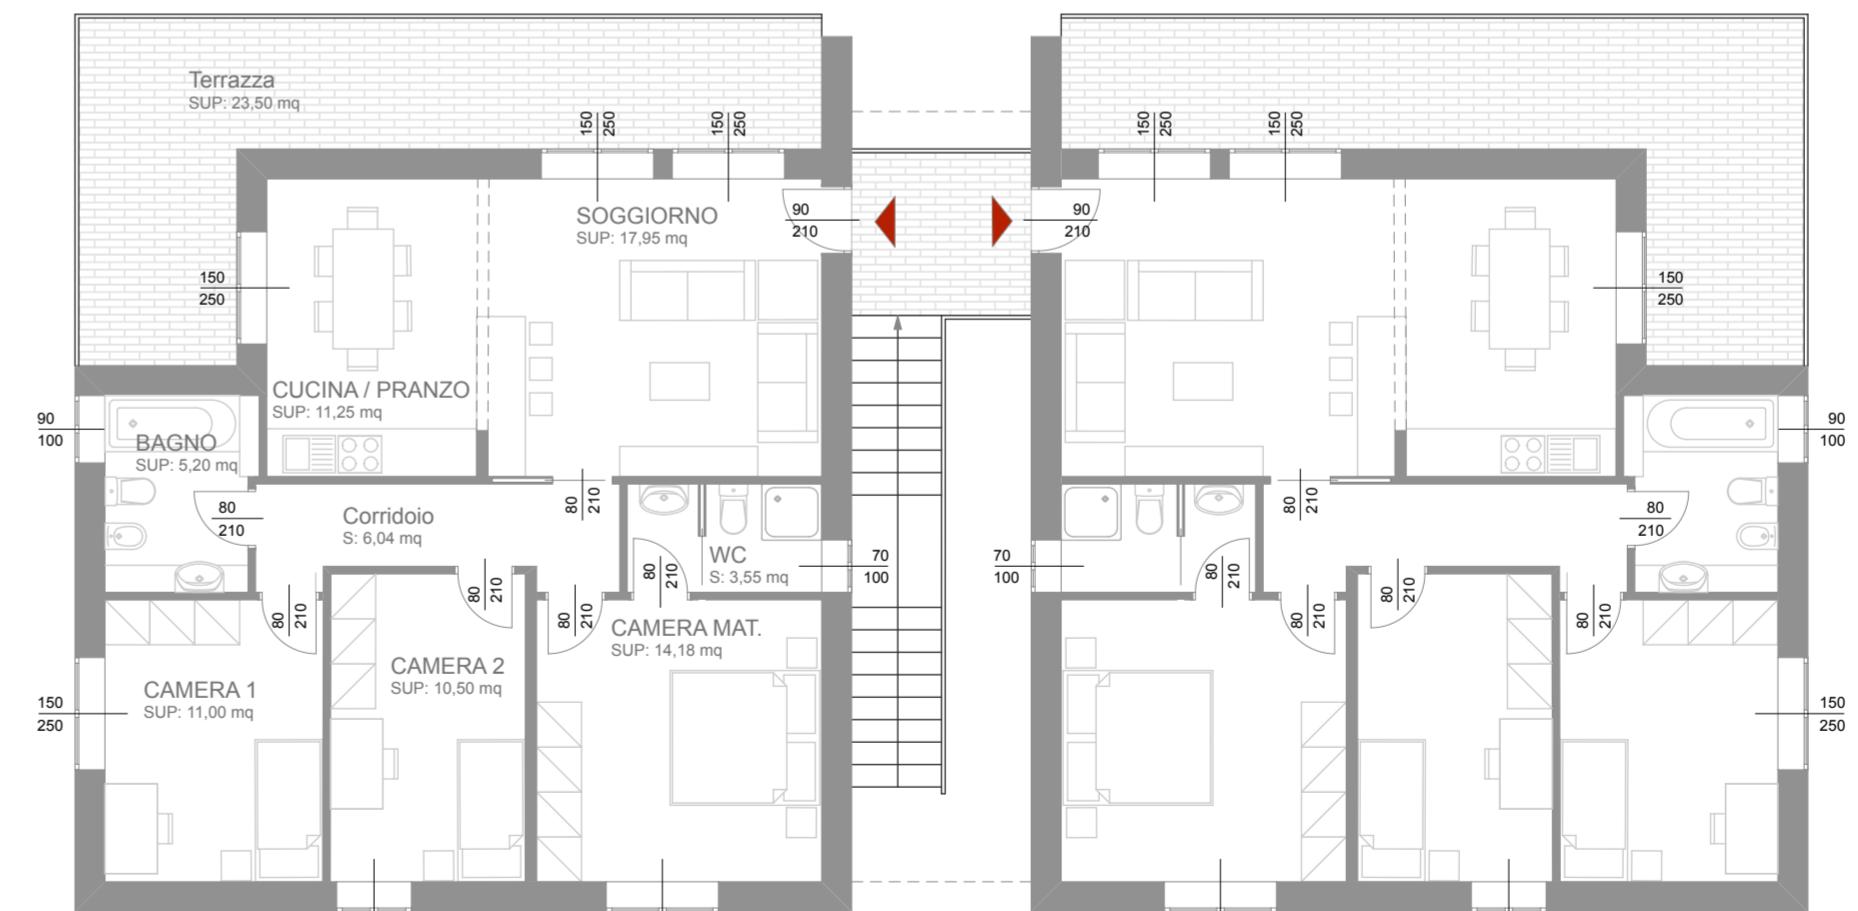 Terrazza
SUP: 23,50 mq
150
250
150
250
150
250
150
250
SOGGIORNO
SUP: 17,95 mq
90
210
90
210
150
250
150
250
CUCINA / PRANZO
SUP: 11,25 mq
90
100
BAGNO
SUP: 5,20 mq
90
100
80
210
80
210
80
210
Corridoio
S: 6,04 mq
80
210
WC
S: 3,55 mq
70
100
70
100
80
210
80
210
80
210
80
210
80
210
80
210
80
210
80
210
CAMERA MAT.
SUP: 14,18 mq
CAMERA 2
SUP: 10,50 mq
CAMERA 1
SUP: 11,00 mq
150
250
150
250